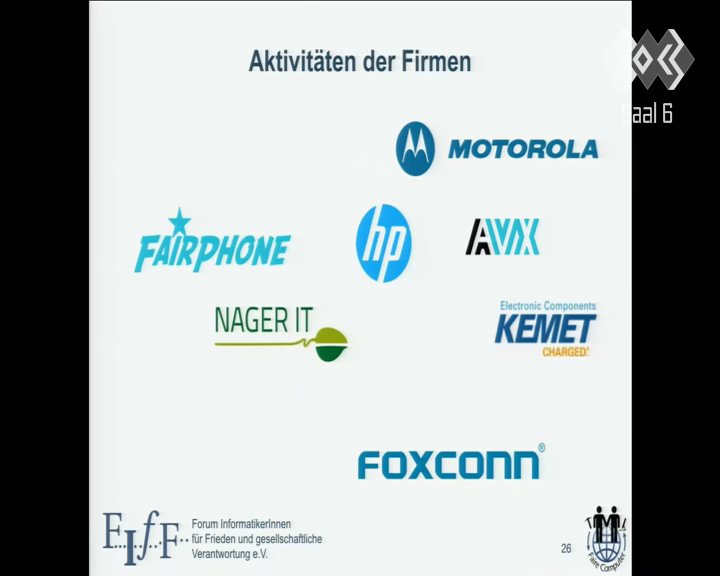 Aktivitäten der Firmen
Saal 6
MOTOROLA
FAIRPHONE
hp
AVX
NAGER IT
Electronic Components
KEMET
CHARGED.®
FOXCONN®
F..I..f..F..
Forum InformatikerInnen
für Frieden und gesellschaftliche
Verantwortung e.V.
26
Faire Computer